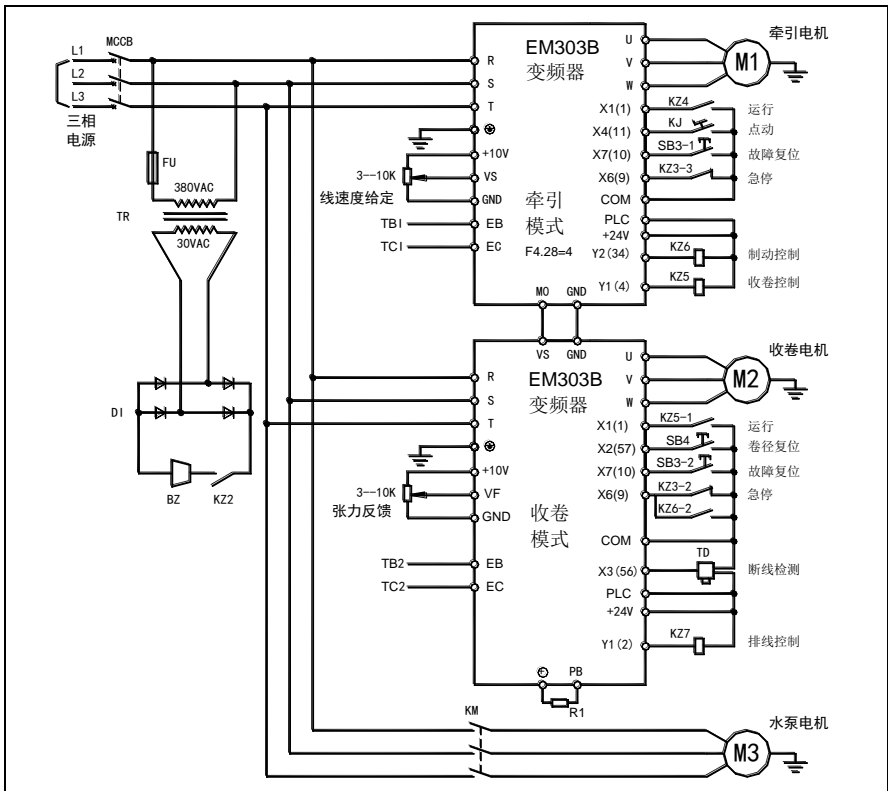 MCCB
L1
L2
L3
三相
电源
FU
380VAC
TR
30VAC
DI
BZ
KZ2
EM303B
变频器
R
S
T
+10V
VS
GND
EB
EC
3--10K
线速度给定
TB1
TC1
牵引
模式
F4.28=4
U
V
W
牵引电机
M1
X1(1)
KZ4
运行
X4(11)
KJ
点动
X7(10)
SB3-1
故障复位
X6(9)
KZ3-3
急停
COM
PLC
+24V
Y2(34)
KZ6
制动控制
Y1(4)
KZ5
收卷控制
MO
GND
VS
GND
EM303B
变频器
R
S
T
+10V
VF
GND
EB
EC
3--10K
张力反馈
TB2
TC2
收卷
模式
U
V
W
收卷电机
M2
X1(1)
KZ5-1
运行
X2(57)
SB4
卷径复位
X7(10)
SB3-2
故障复位
X6(9)
KZ3-2
急停
KZ6-2
COM
TD
X3(56)
断线检测
PLC
+24V
Y1(2)
KZ7
排线控制
PB
R1
KM
水泵电机
M3